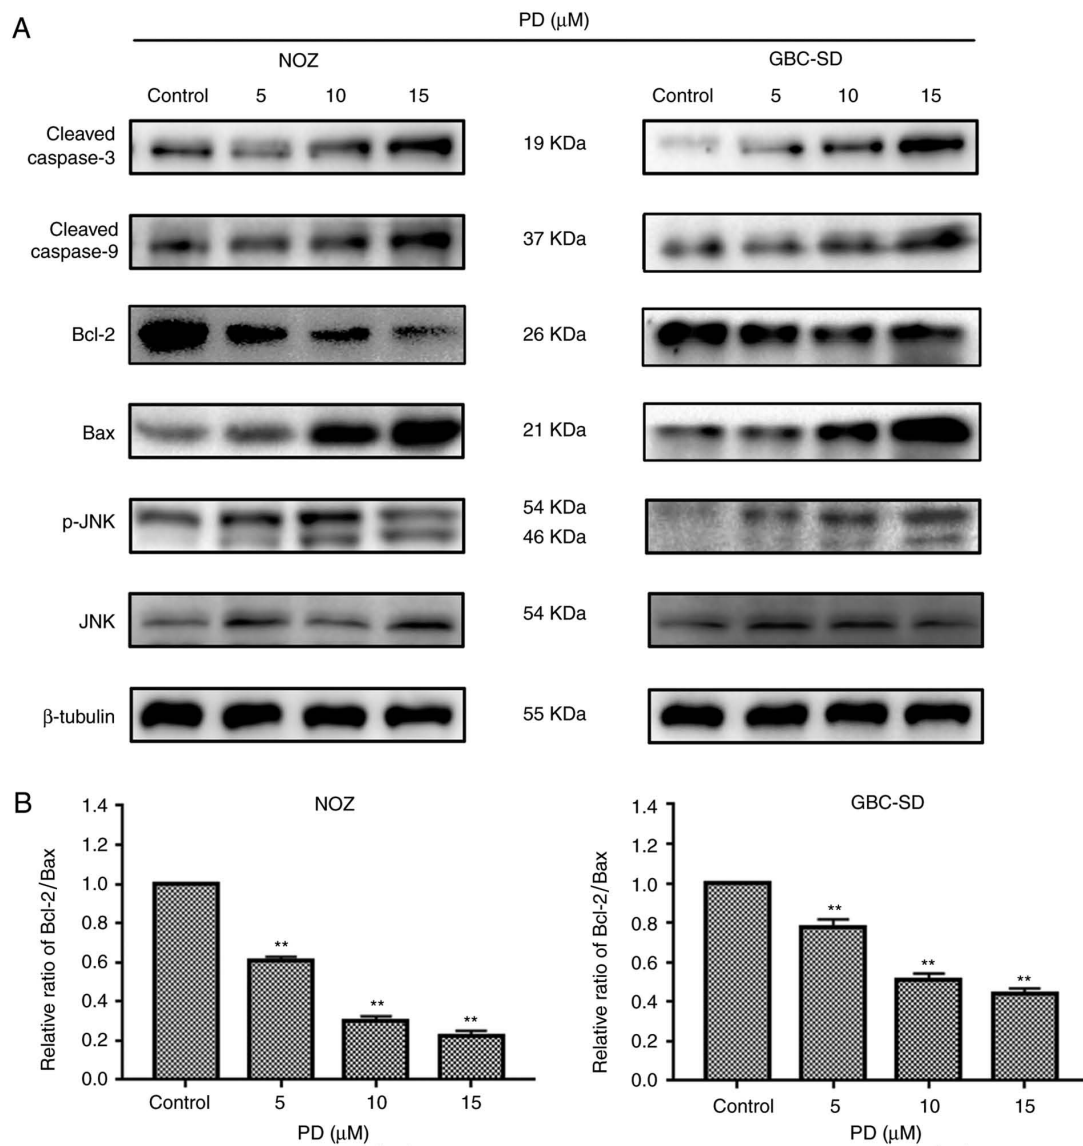 A
PD (μM)
NOZ GBC-SD
Control 5 10 15 Control 5 10 15
Cleaved
caspase-3
19 KDa
Cleaved
caspase-9
37 KDa
Bcl-2 26 KDa
Bax 21 KDa
p-JNK
54 KDa
46 KDa
JNK 54 KDa
β-tubulin 55 KDa
B
NOZ
Relative ratio of Bcl-2/Bax
1.4
1.2
1.0
0.8
0.6
0.4
0.2
0.0
**
**
**
Control 5 10 15
PD (μM)
GBC-SD
Relative ratio of Bcl-2/Bax
1.4
1.2
1.0
0.8
0.6
0.4
0.2
0.0
**
**
**
Control 5 10 15
PD (μM)